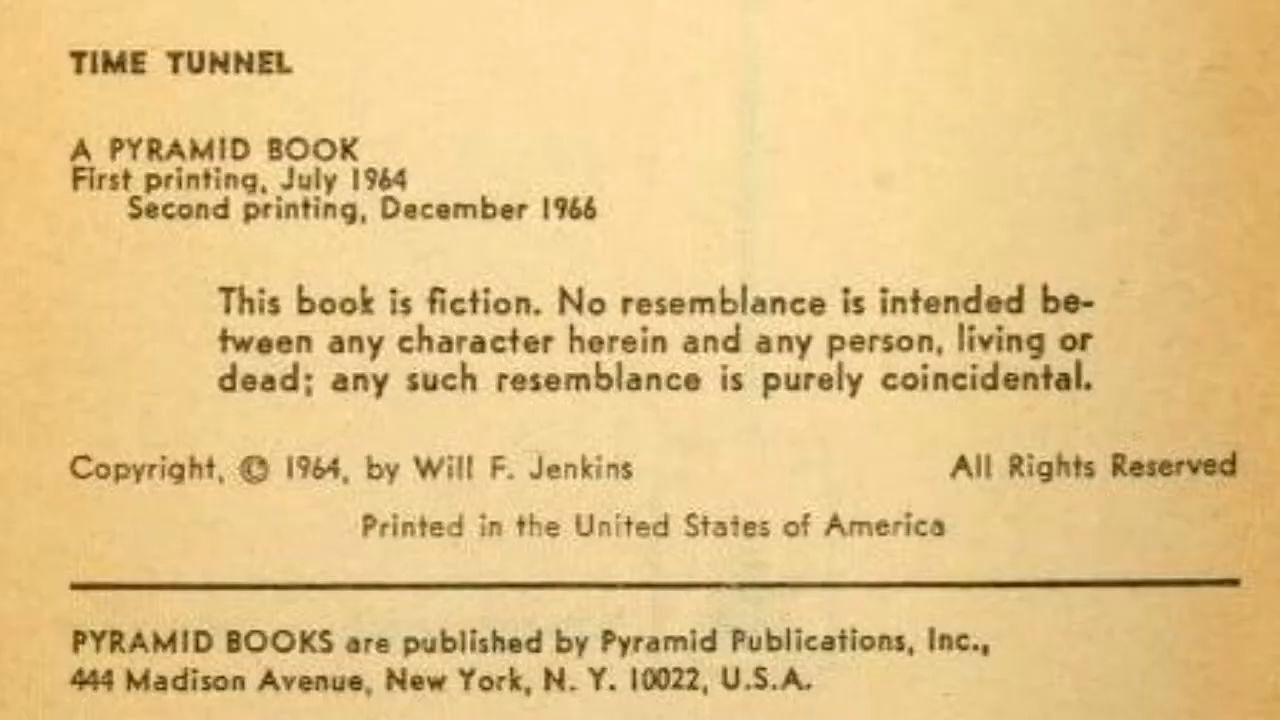 TIME TUNNEL
A PYRAMID BOOK
First printing, July 1964
Second printing, December 1966
This book is fiction. No resemblance is intended be-
tween any character herein and any person, living or
dead; any such resemblance is purely coincidental.
Copyright, © 1964, by Will F. Jenkins All Rights Reserved
Printed in the United States of America
PYRAMID BOOKS are published by Pyramid Publications, Inc.,
444 Madison Avenue, New York, N. Y. 10022, U.S.A.